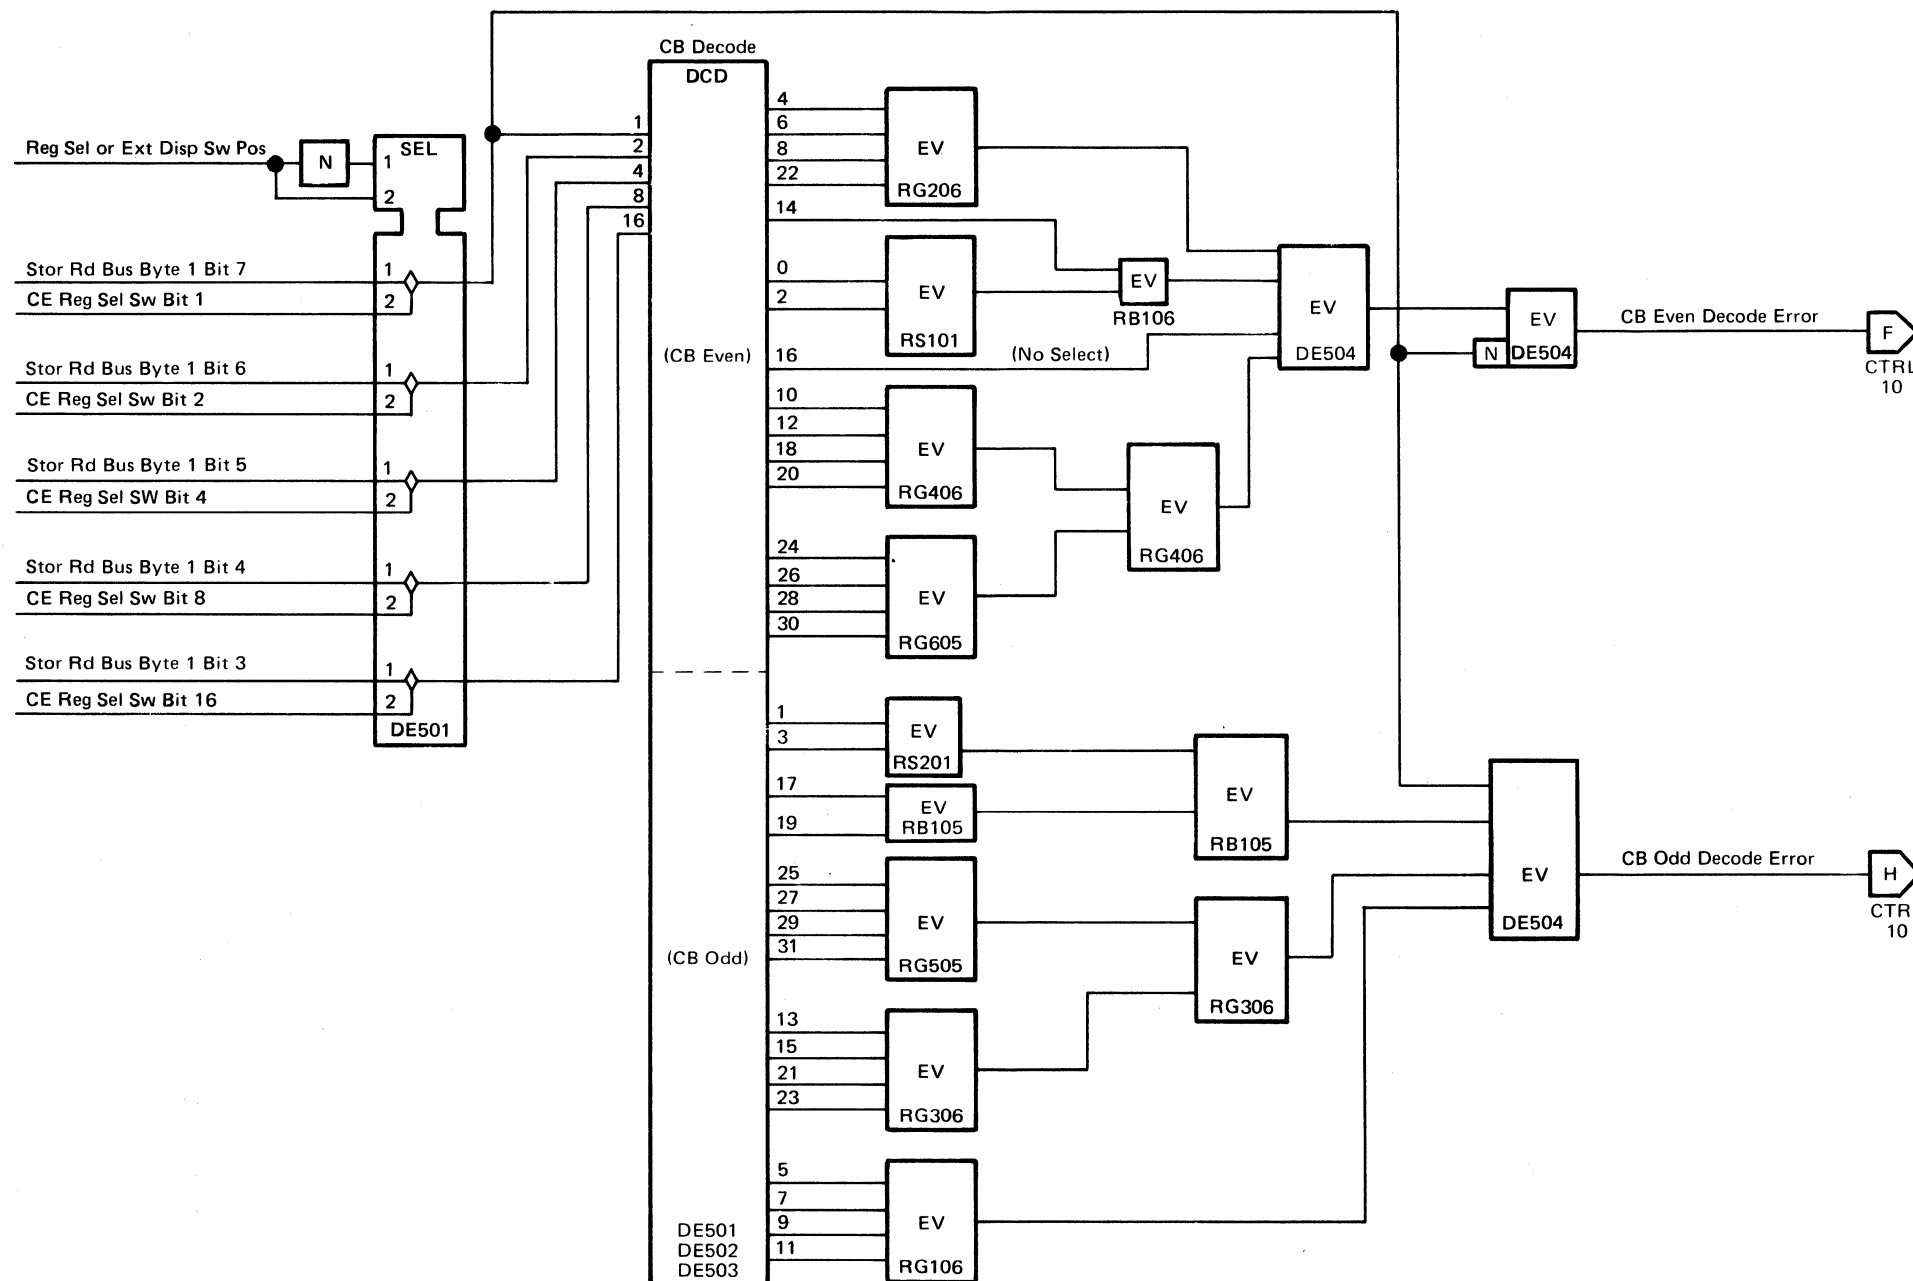 CB Decode
DCD
Reg Sel or Ext Disp Sw Pos
N
SEL
1
2
Stor Rd Bus Byte 1 Bit 7
1
CE Reg Sel Sw Bit 1
2
Stor Rd Bus Byte 1 Bit 6
1
CE Reg Sel Sw Bit 2
2
Stor Rd Bus Byte 1 Bit 5
1
CE Reg Sel SW Bit 4
2
Stor Rd Bus Byte 1 Bit 4
1
CE Reg Sel Sw Bit 8
2
Stor Rd Bus Byte 1 Bit 3
1
CE Reg Sel Sw Bit 16
2
DE501
1
2
4
8
16
(CB Even)
(CB Odd)
DE501
DE502
DE503
4
6
8
22
EV
RG206
14
0
2
EV
RS101
EV
RB106
16
(No Select)
10
12
18
20
EV
RG406
24
26
28
30
EV
RG605
EV
RG406
EV
DE504
EV
N
DE504
CB Even Decode Error
F
CTRL
10
1
3
EV
RS201
17
19
EV
RB105
EV
RB105
25
27
29
31
EV
RG505
13
15
21
23
EV
RG306
EV
RG306
5
7
9
11
EV
RG106
EV
DE504
CB Odd Decode Error
H
CTR
10